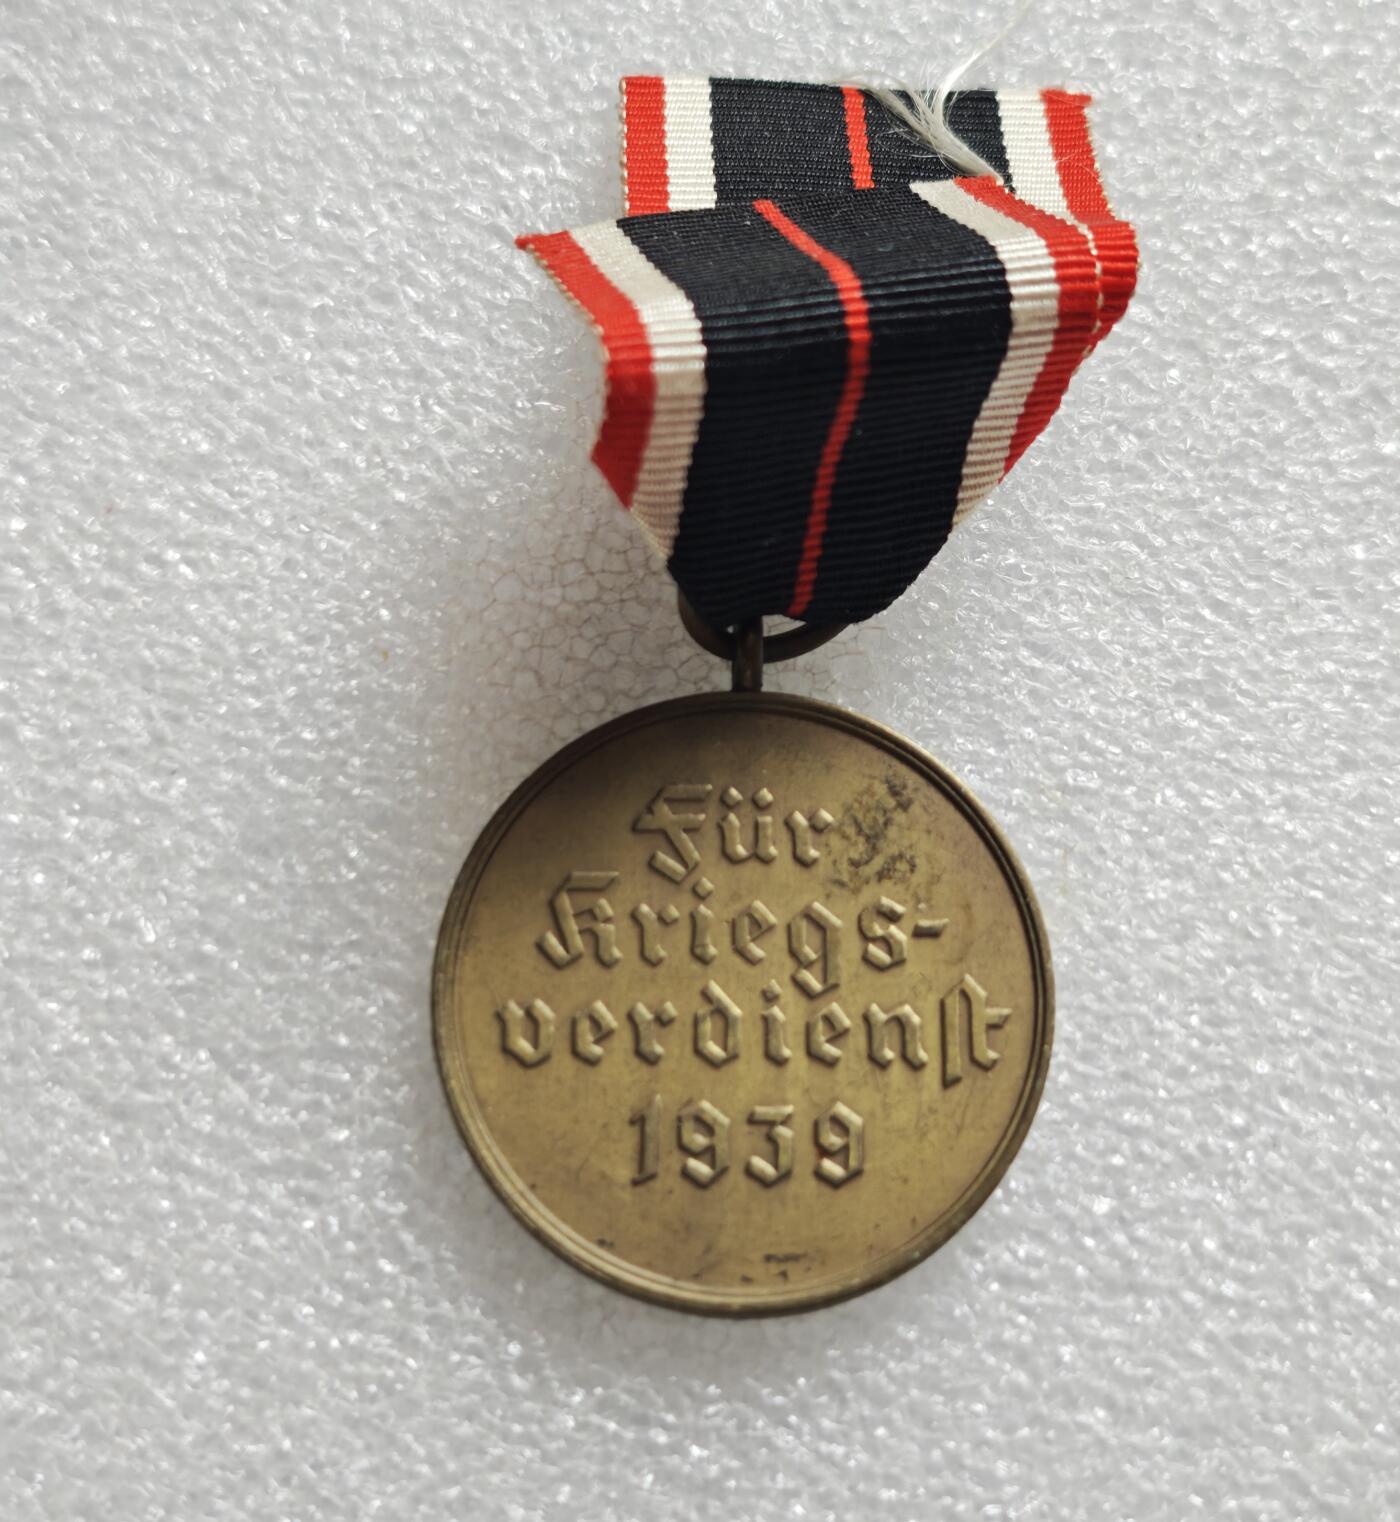 Für
Kriegs-
verdienſt
1939